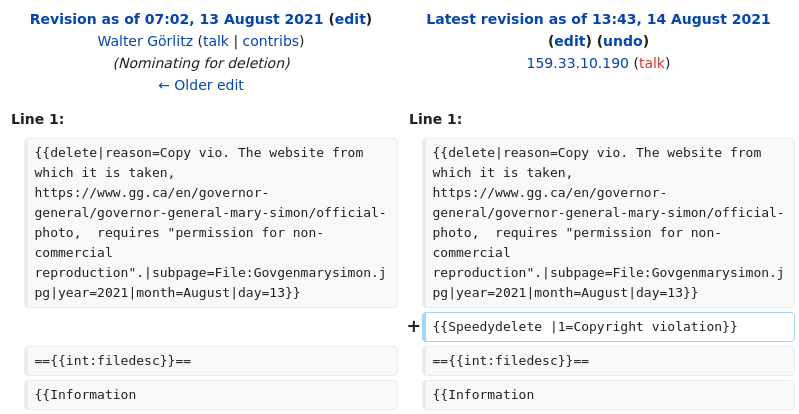 Revision as of 07:02, 13 August 2021 (edit)
Walter Görlitz (talk | contribs)
(Nominating for deletion)
← Older edit
Latest revision as of 13:43, 14 August 2021
(edit) (undo)
159.33.10.190 (talk)
Line 1:
{{delete|reason=Copy vio. The website from
which it is taken,
https://www.gg.ca/en/governor-
general/governor-general-mary-simon/official-
photo,  requires "permission for non-
commercial
reproduction".|subpage=File:Govgenmarysimon.j
pg|year=2021|month=August|day=13}}
=={{int:filedesc}}==
{{Information
Line 1:
{{delete|reason=Copy vio. The website from
which it is taken,
https://www.gg.ca/en/governor-
general/governor-general-mary-simon/official-
photo,  requires "permission for non-
commercial
reproduction".|subpage=File:Govgenmarysimon.j
pg|year=2021|month=August|day=13}}
+ {{Speedydelete |1=Copyright violation}}
=={{int:filedesc}}==
{{Information